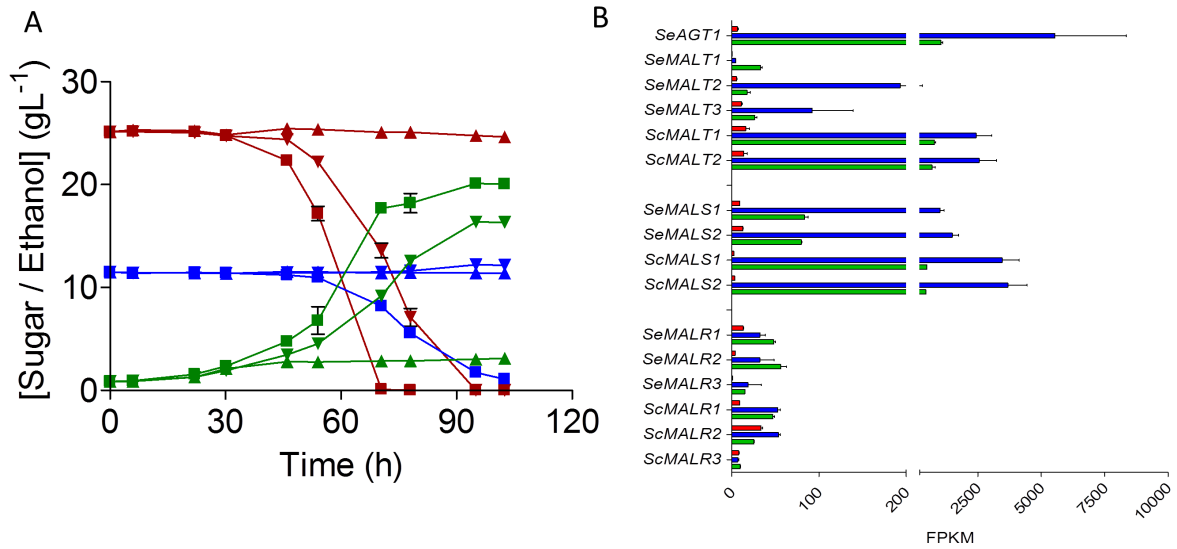 A
[Sugar / Ethanol] (gL⁻¹)
30
20
10
0
0 30 60 90 120
Time (h)
B
SeAGT1
SeMALT1
SeMALT2
SeMALT3
ScMALT1
ScMALT2
SeMALS1
SeMALS2
ScMALS1
ScMALS2
SeMALR1
SeMALR2
SeMALR3
ScMALR1
ScMALR2
ScMALR3
0 100 200 2500 5000 7500 10000
FPKM